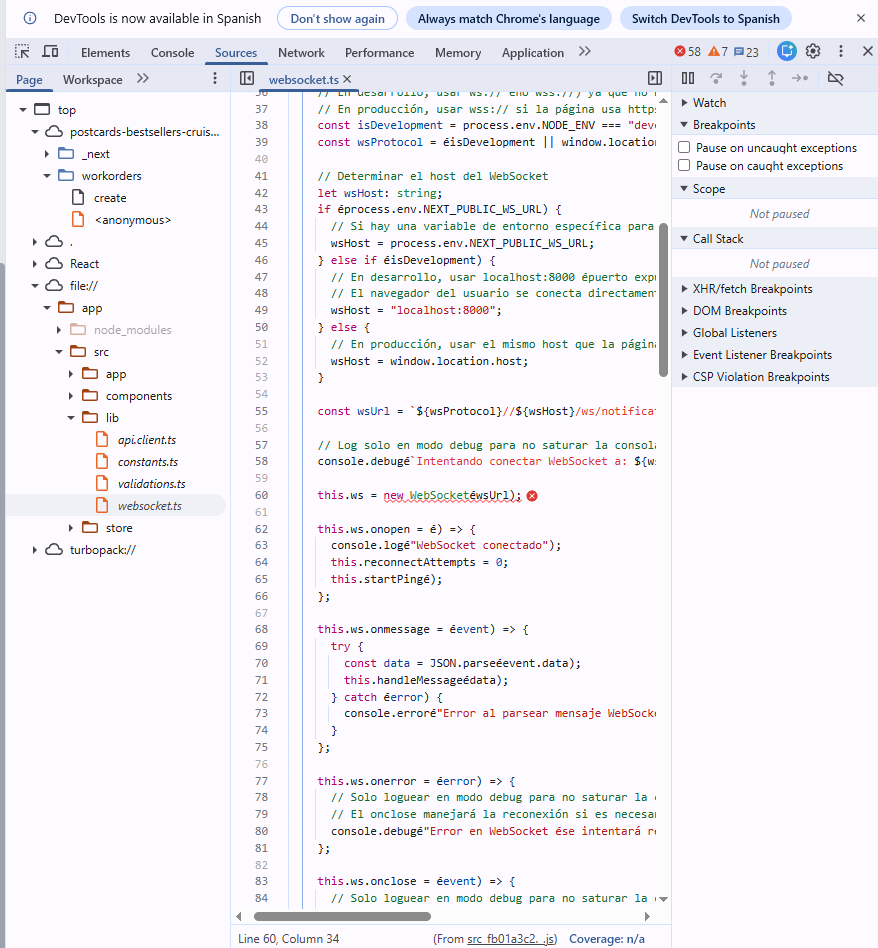 DevTools is now available in Spanish Don't show again Always match Chrome's language Switch DevTools to Spanish
Elements Console Sources Network Performance Memory Application 58 7 23
Page Workspace websocket.ts
top
postcards-bestsellers-cruis...
_next
workorders
create
<anonymous>
.
React
file://
app
node_modules
src
app
components
lib
api.client.ts
constants.ts
validations.ts
websocket.ts
store
turbopack://
36 // En desarrollo, usar ws://
37 // En producción, usar wss:// si la página usa https
38 const isDevelopment = process.env.NODE_ENV === "deve
39 const wsProtocol = éisDevelopment || window.location
40
41 // Determinar el host del WebSocket
42 let wsHost: string;
43 if éprocess.env.NEXT_PUBLIC_WS_URL) {
44 // Si hay una variable de entorno específica para
45 wsHost = process.env.NEXT_PUBLIC_WS_URL;
46 } else if éisDevelopment) {
47 // En desarrollo, usar localhost:8000 épuerto expu
48 // El navegador del usuario se conecta directament
49 wsHost = "localhost:8000";
50 } else {
51 // En producción, usar el mismo host que la página
52 wsHost = window.location.host;
53 }
54
55 const wsUrl = `${wsProtocol}//${wsHost}/ws/notificat
56
57 // Log solo en modo debug para no saturar la consola
58 console.debugé`Intentando conectar WebSocket a: ${ws
59
60 this.ws = new WebSocketéwsUrl);
61
62 this.ws.onopen = é) => {
63 console.logé"WebSocket conectado");
64 this.reconnectAttempts = 0;
65 this.startPingé);
66 };
67
68 this.ws.onmessage = éevent) => {
69 try {
70 const data = JSON.parseéevent.data);
71 this.handleMessageédata);
72 } catch éerror) {
73 console.erroré"Error al parsear mensaje WebSocke
74 }
75 };
76
77 this.ws.onerror = éerror) => {
78 // Solo loguear en modo debug para no saturar la c
79 // El onclose manejará la reconexión si es necesar
80 console.debugé"Error en WebSocket ése intentará re
81 };
82
83 this.ws.onclose = éevent) => {
84 // Solo loguear en modo debug para no saturar la c
Line 60, Column 34 (From src_fb01a3c2._.js) Coverage: n/a
Watch
Breakpoints
Pause on uncaught exceptions
Pause on caught exceptions
Scope
Not paused
Call Stack
Not paused
XHR/fetch Breakpoints
DOM Breakpoints
Global Listeners
Event Listener Breakpoints
CSP Violation Breakpoints